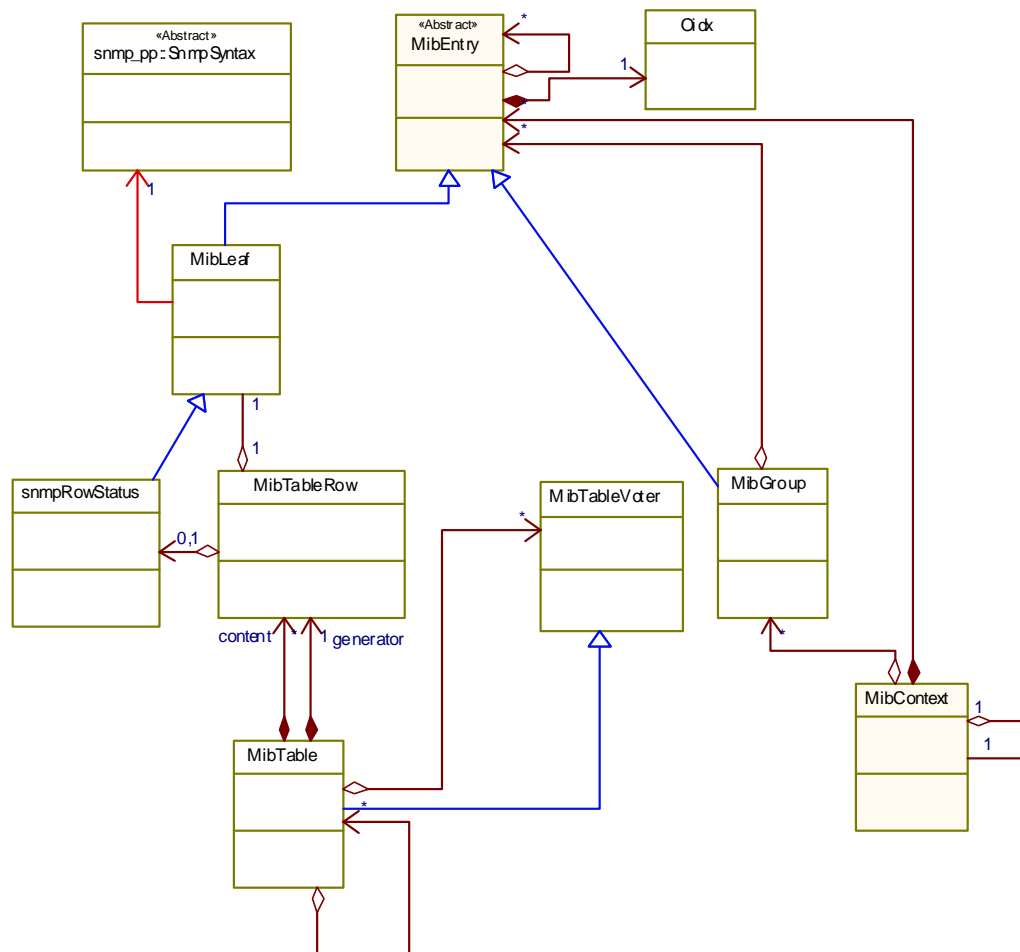 «Abstract»
snmp_pp::SnmpSyntax
«Abstract»
MibEntry
*
Oidx
1
*
*
1
MibLeaf
1
1
snmpRowStatus
MibTableRow
0,1
MibTableVoter
*
MibGroup
content
*
1
generator
*
MibTable
*
MibContext
1
1